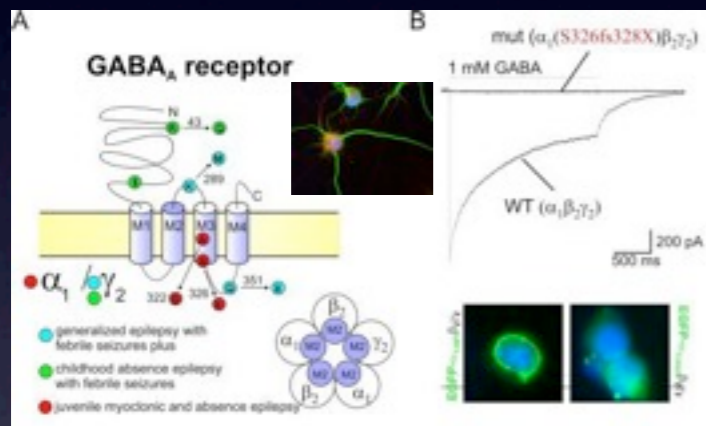 A
GABA_A receptor
N
R
43
M
289
K
C
M1
M2
M3
M4
α₁ / γ₂
322
326
351
generalized epilepsy with
febrile seizures plus
childhood absence epilepsy
with febrile seizures
juvenile myoclonic and absence epilepsy
β₂
α₁
γ₂
β₂
α₁
M2
M2
M2
M2
M2
B
mut (α₁(S326fs328X)β₂γ₂)
1 mM GABA
WT (α₁β₂γ₂)
200 pA
500 ms